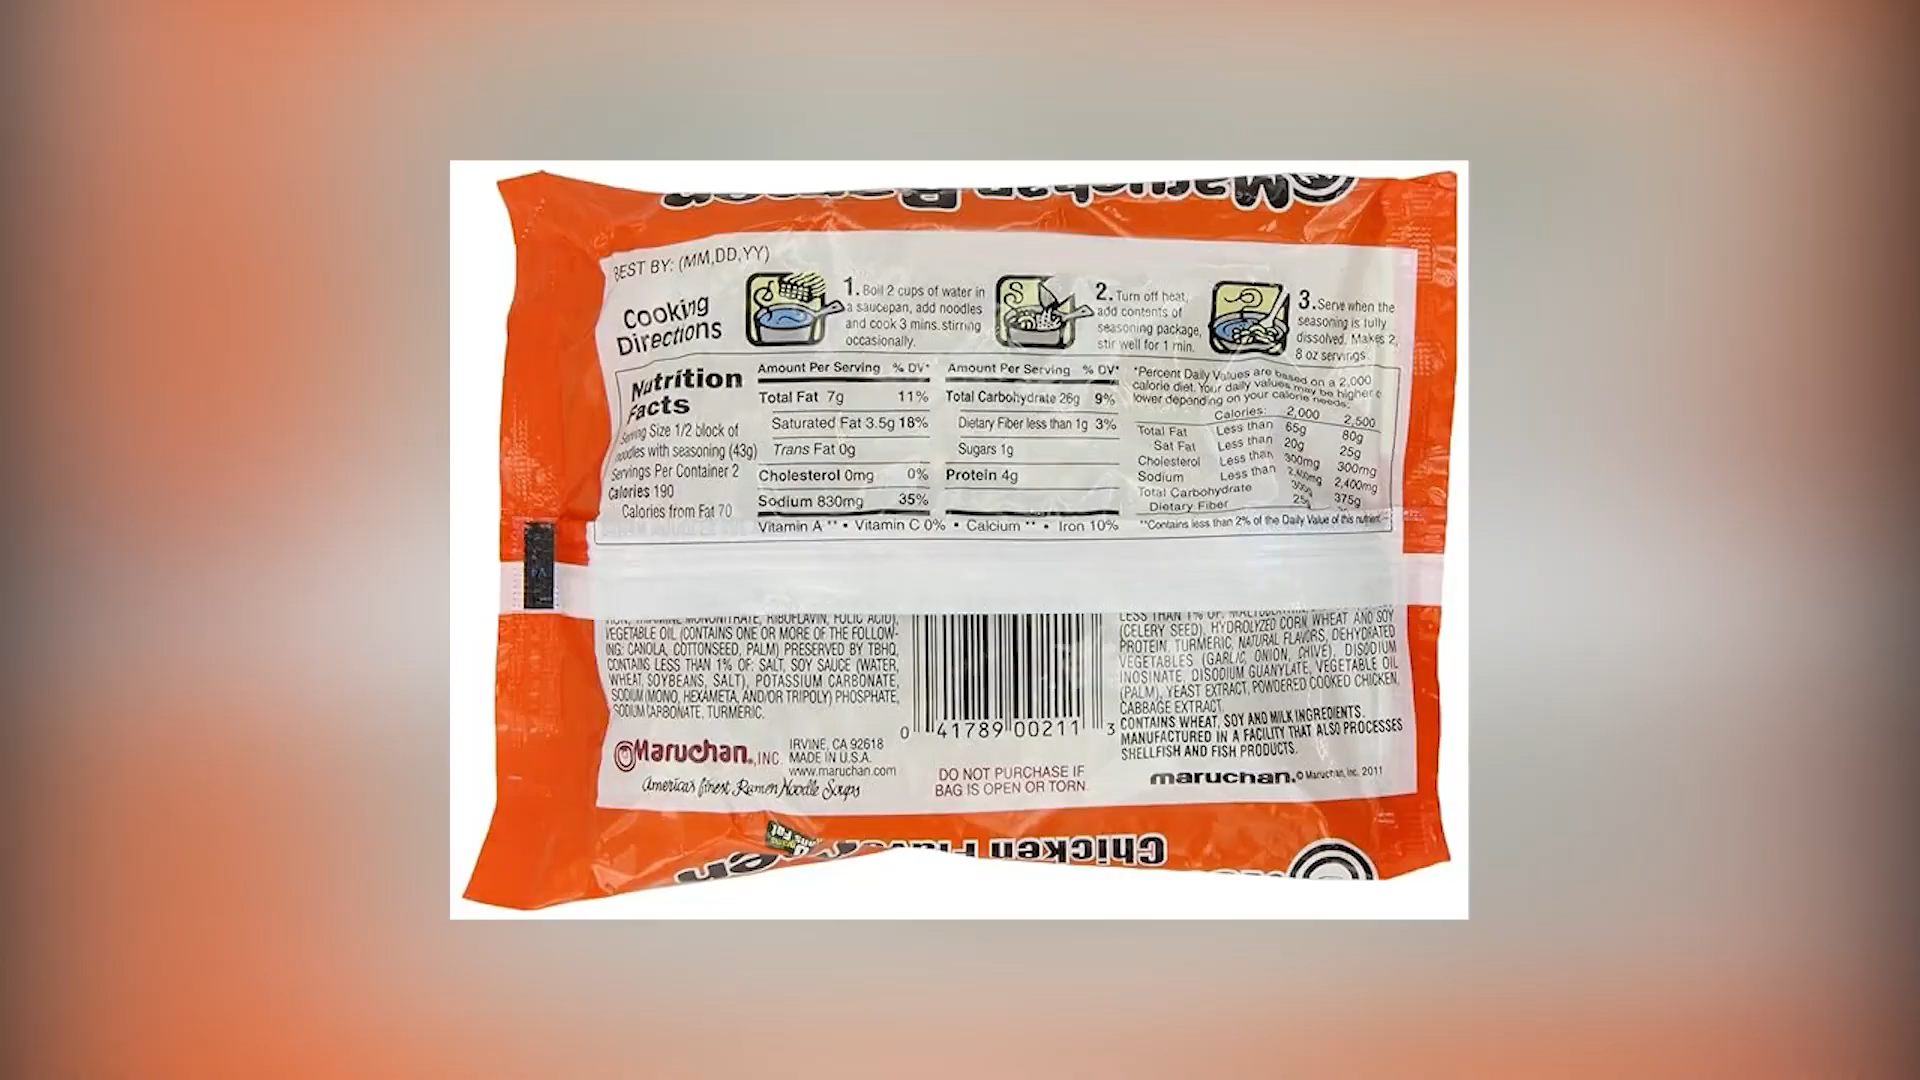 Maruchan Ramen
BEST BY: (MM,DD,YY)
Cooking
Directions
1. Boil 2 cups of water in
a saucepan, add noodles
and cook 3 mins. stirring
occasionally.
2. Turn off heat,
add contents of
seasoning package,
stir well for 1 min.
3. Serve when the
seasoning is fully
dissolved. Makes 2,
8 oz servings.
Nutrition
Facts
Serving Size 1/2 block of
noodles with seasoning (43g)
Servings Per Container 2
Calories 190
Calories from Fat 70
Amount Per Serving % DV*
Total Fat 7g 11%
Saturated Fat 3.5g 18%
Trans Fat 0g
Cholesterol 0mg 0%
Sodium 830mg 35%
Amount Per Serving % DV*
Total Carbohydrate 26g 9%
Dietary Fiber less than 1g 3%
Sugars 1g
Protein 4g
Vitamin A ** • Vitamin C 0% • Calcium ** • Iron 10%
*Percent Daily Values are based on a 2,000
calorie diet. Your daily values may be higher or
lower depending on your calorie needs.
Calories: 2,000 2,500
Total Fat Less than 65g 80g
Sat Fat Less than 20g 25g
Cholesterol Less than 300mg 300mg
Sodium Less than 2,400mg 2,400mg
Total Carbohydrate 300g 375g
Dietary Fiber 25g
**Contains less than 2% of the Daily Value of this nutrient
IRON, THIAMINE MONONITRATE, RIBOFLAVIN, FOLIC ACID),
VEGETABLE OIL (CONTAINS ONE OR MORE OF THE FOLLOW-
ING: CANOLA, COTTONSEED, PALM) PRESERVED BY TBHQ,
CONTAINS LESS THAN 1% OF: SALT, SOY SAUCE (WATER,
WHEAT, SOYBEANS, SALT), POTASSIUM CARBONATE,
SODIUM (MONO, HEXAMETA, AND/OR TRIPOLY) PHOSPHATE,
SODIUM CARBONATE, TURMERIC.
Maruchan, INC.
IRVINE, CA 92618
MADE IN U.S.A.
www.maruchan.com
America's finest Ramen Noodle Soups
0 41789 00211 3
DO NOT PURCHASE IF
BAG IS OPEN OR TORN.
LESS THAN 1% OF: MALTODEXTRIN,
(CELERY SEED), HYDROLYZED CORN, WHEAT AND SOY
PROTEIN, TURMERIC, NATURAL FLAVORS, DEHYDRATED
VEGETABLES (GARLIC, ONION, CHIVE), DISODIUM
INOSINATE, DISODIUM GUANYLATE, VEGETABLE OIL
(PALM), YEAST EXTRACT, POWDERED COOKED CHICKEN,
CABBAGE EXTRACT.
CONTAINS WHEAT, SOY AND MILK INGREDIENTS.
MANUFACTURED IN A FACILITY THAT ALSO PROCESSES
SHELLFISH AND FISH PRODUCTS.
maruchan. © Maruchan, Inc. 2011
Chicken Flavor